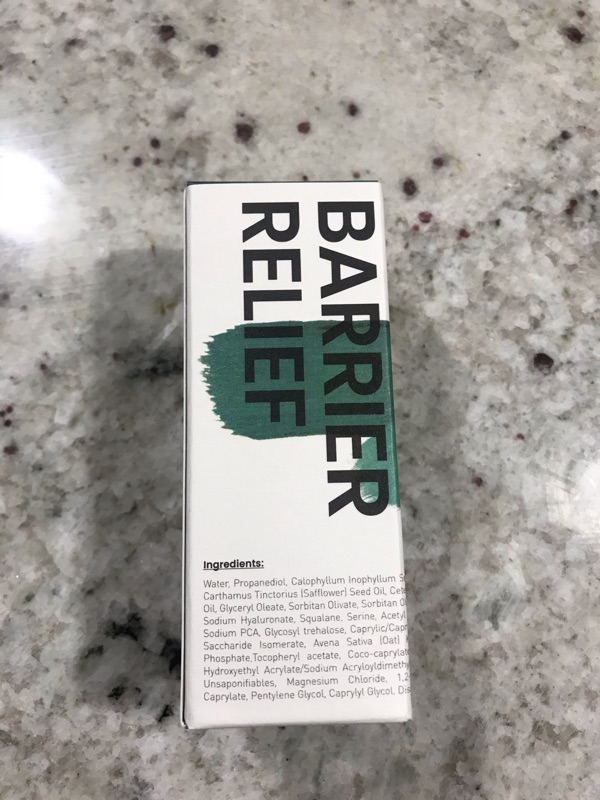 BARRIER
RELIEF
Ingredients:
Water, Propanediol, Calophyllum Inophyllum
Carthamus Tinctorius (Safflower) Seed Oil,
Oil, Glyceryl Oleate, Sorbitan Olivate, Sorbitan
Sodium Hyaluronate, Squalane, Serine,
Sodium PCA, Glycosyl trehalose,
Saccharide Isomerate, Avena Sativa (Oat)
Phosphate,Tocopheryl acetate,
Hydroxyethyl Acrylate/Sodium
Unsaponifiables, Magnesium Chloride,
Caprylate, Pentylene Glycol, Caprylyl Glycol,